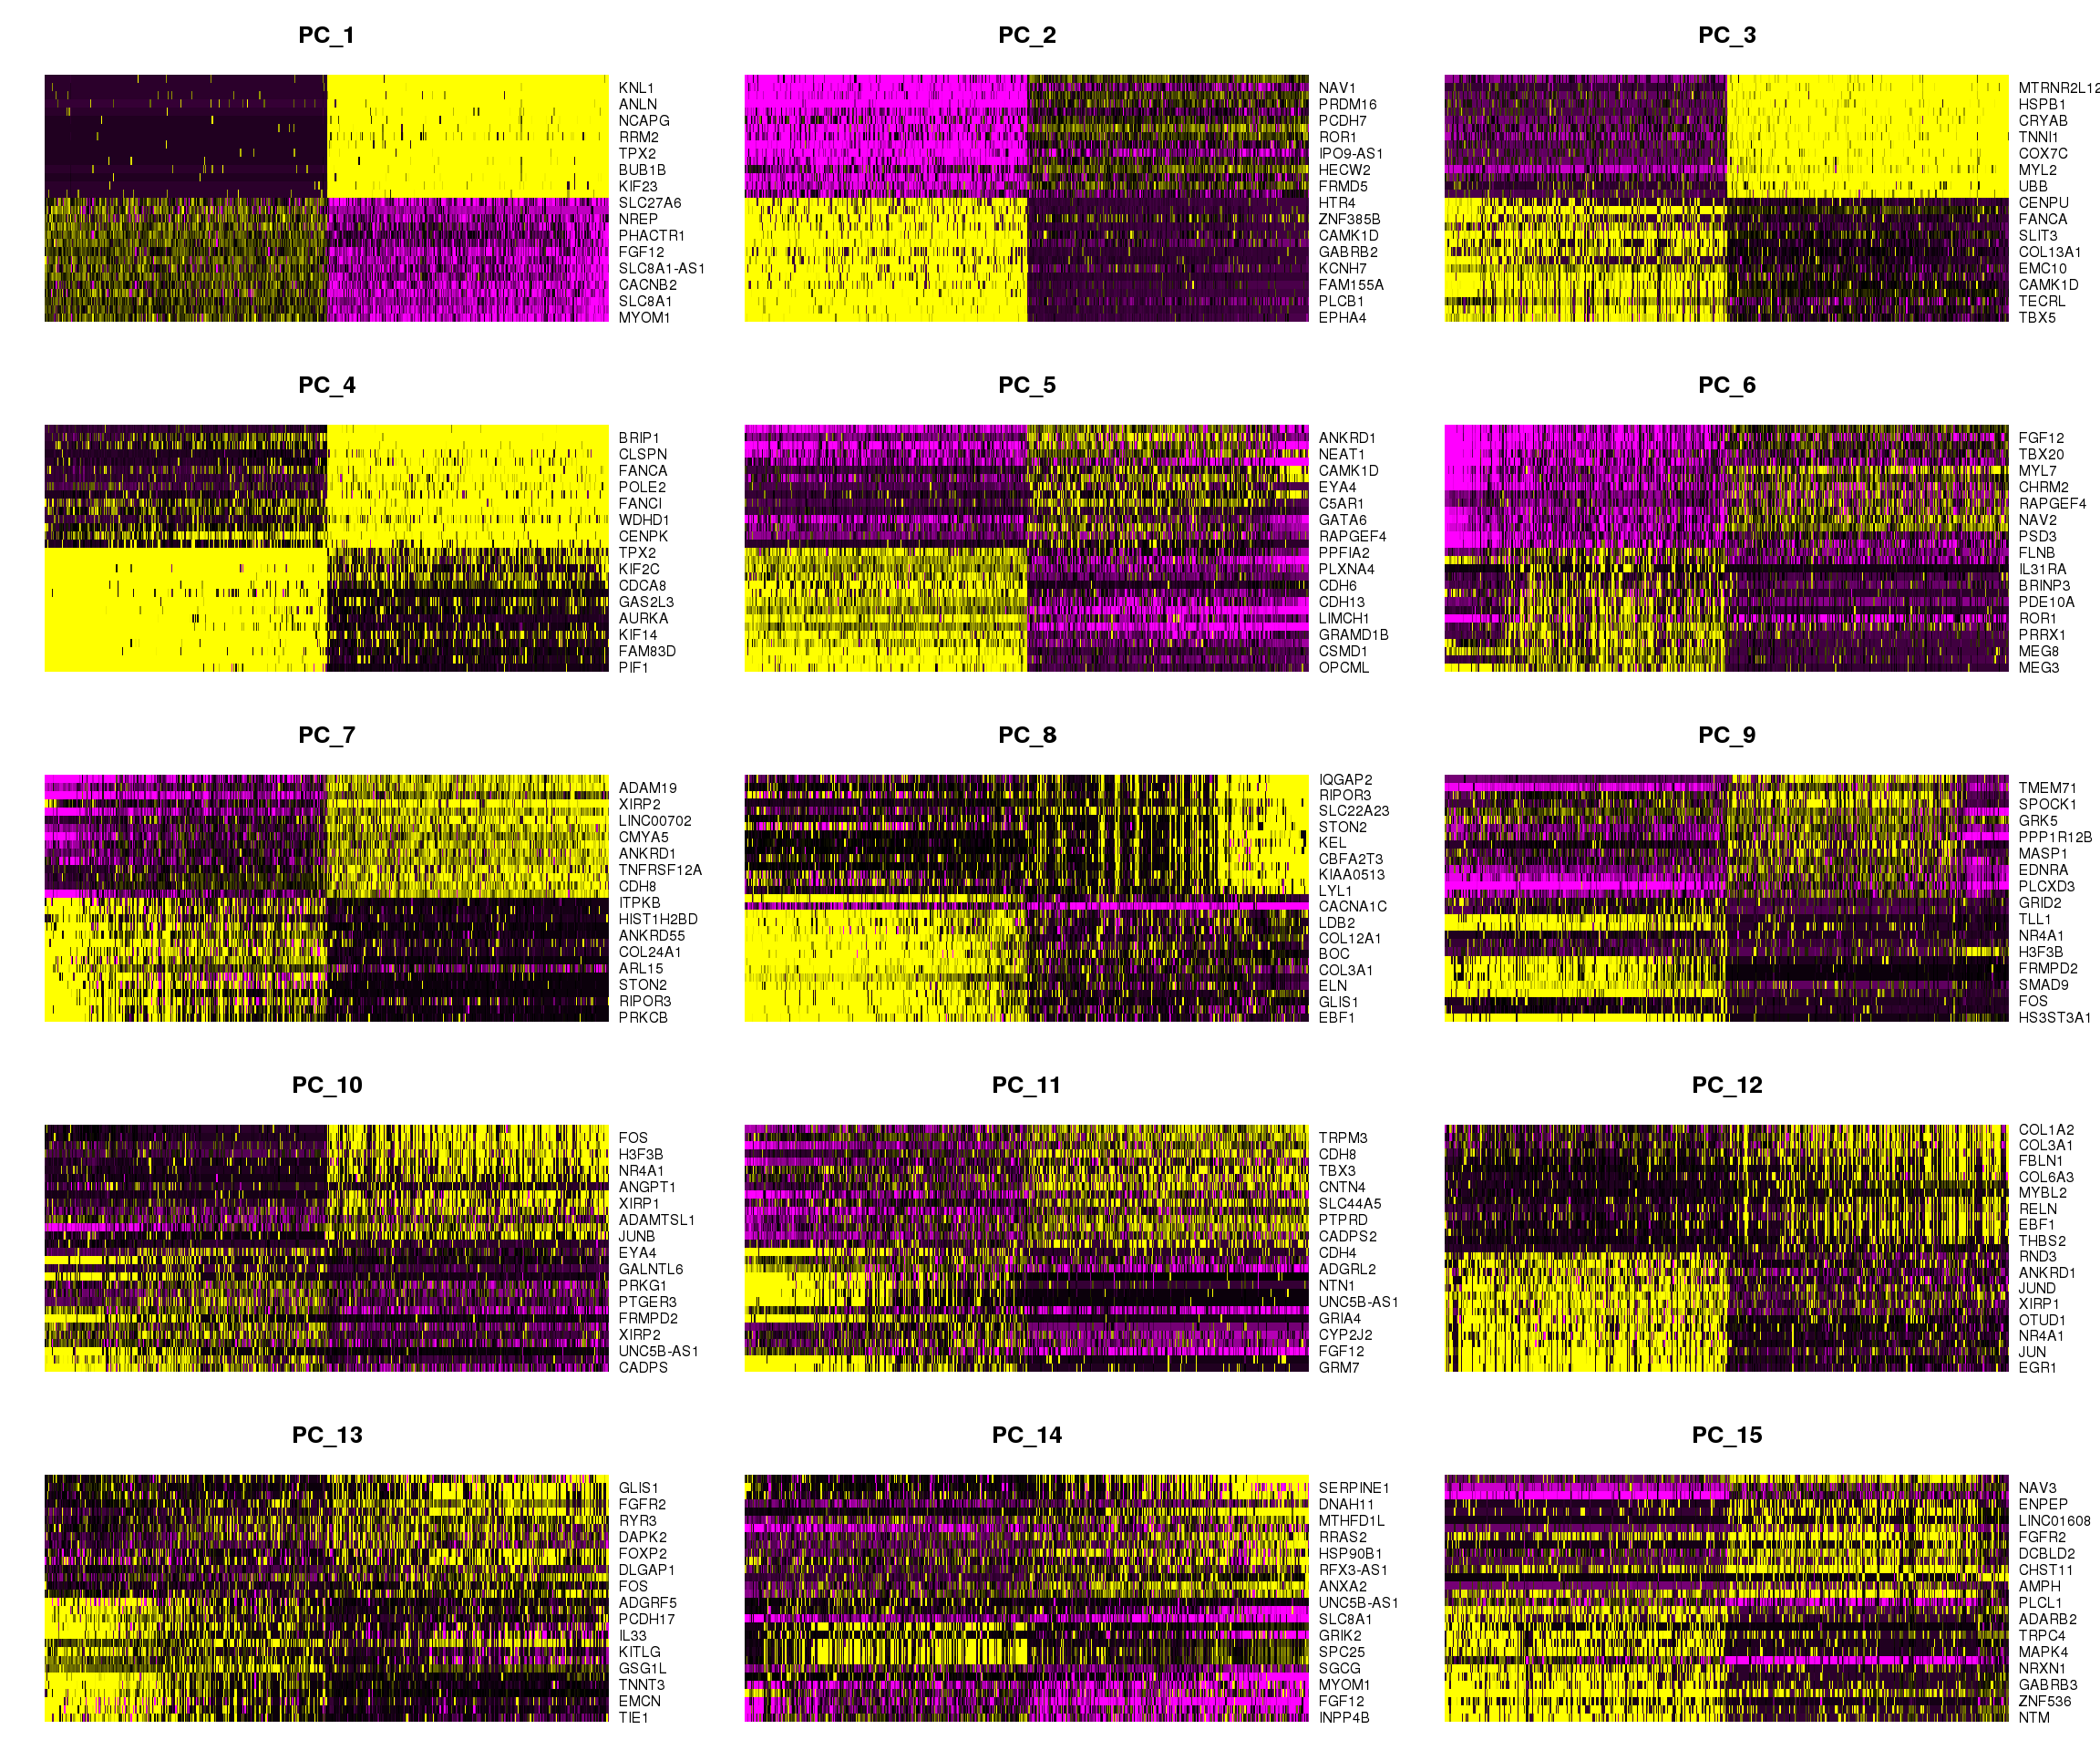 PC_1
KNL1
ANLN
NCAPG
RRM2
TPX2
BUB1B
KIF23
SLC27A6
NREP
PHACTR1
FGF12
SLC8A1-AS1
CACNB2
SLC8A1
MYOM1
PC_2
NAV1
PRDM16
PCDH7
ROR1
IPO9-AS1
HECW2
FRMD5
HTR4
ZNF385B
CAMK1D
GABRB2
KCNH7
FAM155A
PLCB1
EPHA4
PC_3
MTRNR2L12
HSPB1
CRYAB
TNNI1
COX7C
MYL2
UBB
CENPU
FANCA
SLIT3
COL13A1
EMC10
CAMK1D
TECRL
TBX5
PC_4
BRIP1
CLSPN
FANCA
POLE2
FANCI
WDHD1
CENPK
TPX2
KIF2C
CDCA8
GAS2L3
AURKA
KIF14
FAM83D
PIF1
PC_5
ANKRD1
NEAT1
CAMK1D
EYA4
C5AR1
GATA6
RAPGEF4
PPFIA2
PLXNA4
CDH6
CDH13
LIMCH1
GRAMD1B
CSMD1
OPCML
PC_6
FGF12
TBX20
MYL7
CHRM2
RAPGEF4
NAV2
PSD3
FLNB
IL31RA
BRINP3
PDE10A
ROR1
PRRX1
MEG8
MEG3
PC_7
ADAM19
XIRP2
LINC00702
CMYA5
ANKRD1
TNFRSF12A
CDH8
ITPKB
HIST1H2BD
ANKRD55
COL24A1
ARL15
STON2
RIPOR3
PRKCB
PC_8
IQGAP2
RIPOR3
SLC22A23
STON2
KEL
CBFA2T3
KIAA0513
LYL1
CACNA1C
LDB2
COL12A1
BOC
COL3A1
ELN
GLIS1
EBF1
PC_9
TMEM71
SPOCK1
GRK5
PPP1R12B
MASP1
EDNRA
PLCXD3
GRID2
TLL1
NR4A1
H3F3B
FRMPD2
SMAD9
FOS
HS3ST3A1
PC_10
FOS
H3F3B
NR4A1
ANGPT1
XIRP1
ADAMTSL1
JUNB
EYA4
GALNTL6
PRKG1
PTGER3
FRMPD2
XIRP2
UNC5B-AS1
CADPS
PC_11
TRPM3
CDH8
TBX3
CNTN4
SLC44A5
PTPRD
CADPS2
CDH4
ADGRL2
NTN1
UNC5B-AS1
GRIA4
CYP2J2
FGF12
GRM7
PC_12
COL1A2
COL3A1
FBLN1
COL6A3
MYBL2
RELN
EBF1
THBS2
RND3
ANKRD1
JUND
XIRP1
OTUD1
NR4A1
JUN
EGR1
PC_13
GLIS1
FGFR2
RYR3
DAPK2
FOXP2
DLGAP1
FOS
ADGRF5
PCDH17
IL33
KITLG
GSG1L
TNNT3
EMCN
TIE1
PC_14
SERPINE1
DNAH11
MTHFD1L
RRAS2
HSP90B1
RFX3-AS1
ANXA2
UNC5B-AS1
SLC8A1
GRIK2
SPC25
SGCG
MYOM1
FGF12
INPP4B
PC_15
NAV3
ENPEP
LINC01608
FGFR2
DCBLD2
CHST11
AMPH
PLCL1
ADARB2
TRPC4
MAPK4
NRXN1
GABRB3
ZNF536
NTM